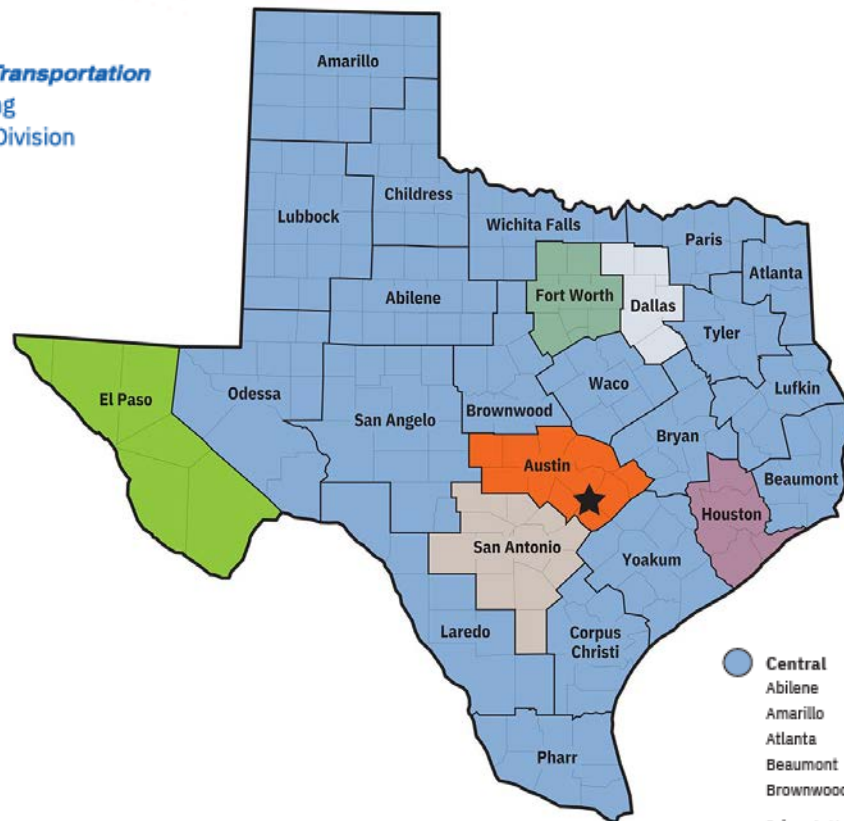 Transportation
Division
Amarillo
Childress
Lubbock
Wichita Falls
Paris
Atlanta
Abilene
Fort Worth
Dallas
Tyler
El Paso
Odessa
San Angelo
Brownwood
Waco
Lufkin
Bryan
Austin
Beaumont
Houston
San Antonio
Yoakum
Laredo
Corpus
Christi
Pharr
Central
Abilene
Amarillo
Atlanta
Beaumont
Brownwood